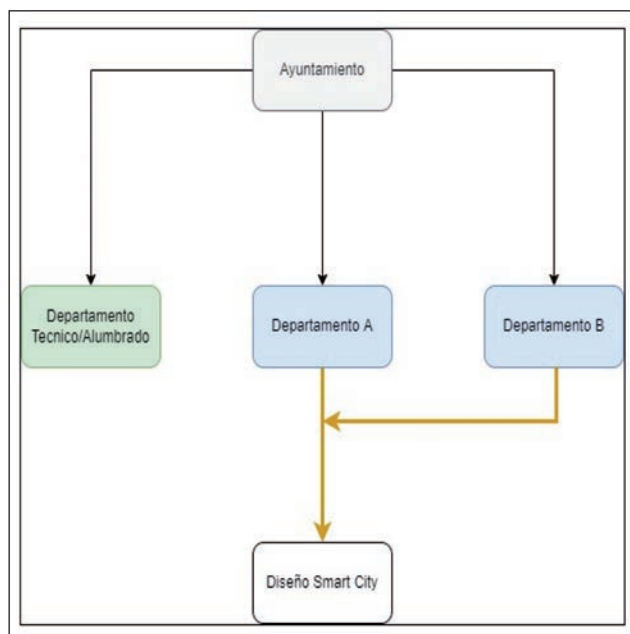 Ayuntamiento
Departamento
Tecnico/Alumbrado
Departamento A
Departamento B
Diseño Smart City